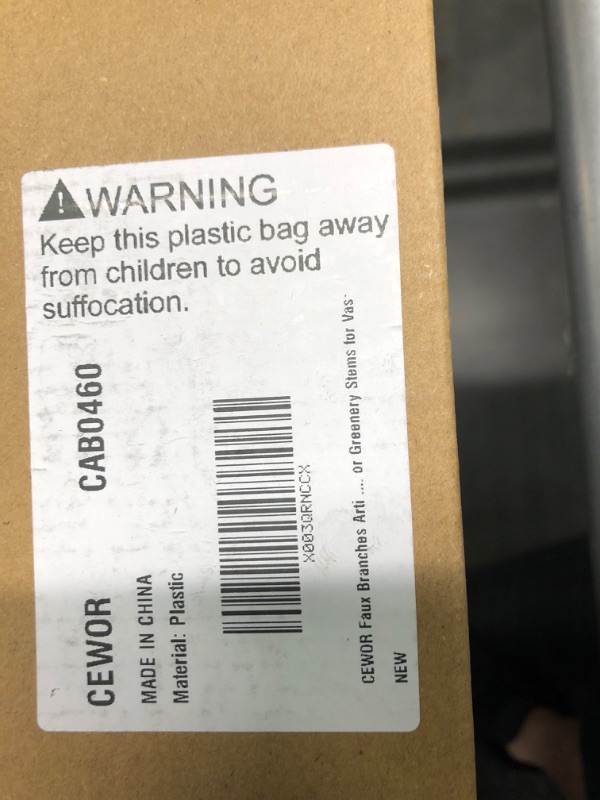 WARNING
Keep this plastic bag away
from children to avoid
suffocation.
CEWOR CAB0460
MADE IN CHINA
Material: Plastic
X003QRNCCX
CEWOR Faux Branches Arti .... or Greenery Stems for Vas
NEW